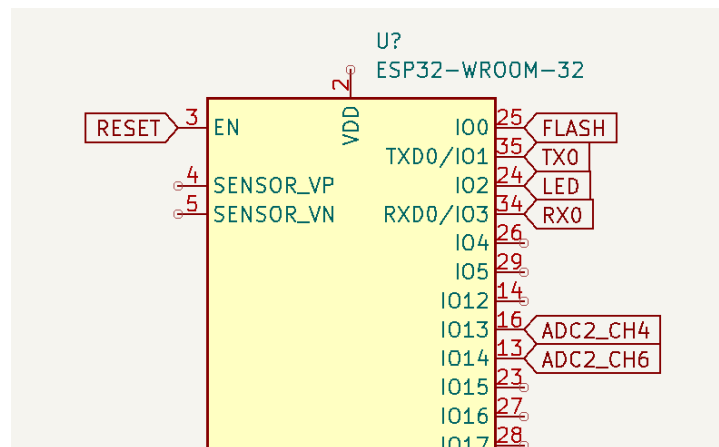 U?
ESP32-WROOM-32
2
VDD
RESET 3 EN
IO0 25 FLASH
TXD0/IO1 35 TX0
4 SENSOR_VP
IO2 24 LED
5 SENSOR_VN
RXD0/IO3 34 RX0
IO4 26
IO5 29
IO12 14
IO13 16 ADC2_CH4
IO14 13 ADC2_CH6
IO15 23
IO16 27
IO17 28